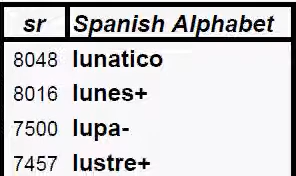 sr Spanish Alphabet
8048 lunatico
8016 lunes+
7500 lupa-
7457 lustre+